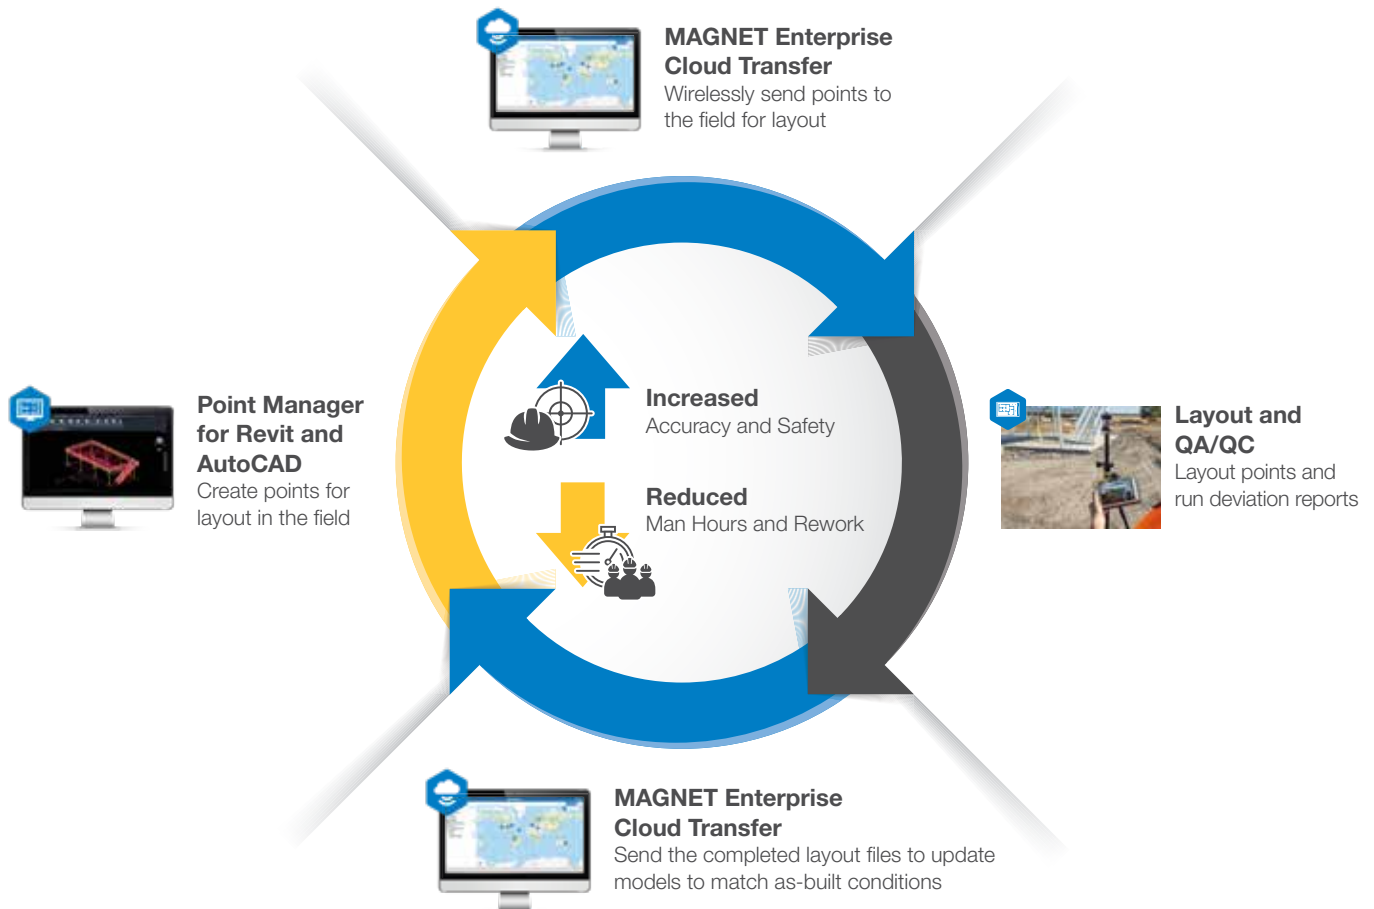 MAGNET Enterprise
Cloud Transfer
Wirelessly send points to
the field for layout
Point Manager
for Revit and
AutoCAD
Create points for
layout in the field
Increased
Accuracy and Safety
Reduced
Man Hours and Rework
Layout and
QA/QC
Layout points and
run deviation reports
MAGNET Enterprise
Cloud Transfer
Send the completed layout files to update
models to match as-built conditions